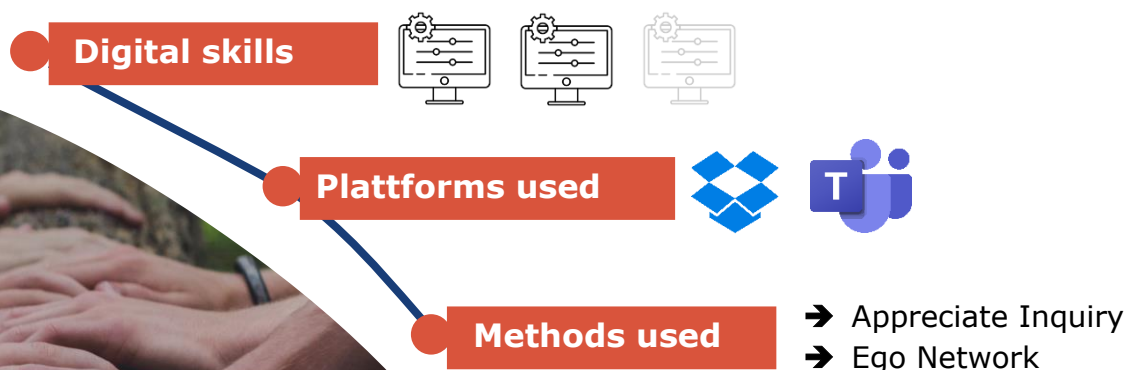 Digital skills
Plattforms used
T
Methods used
➔ Appreciate Inquiry
➔ Ego Network